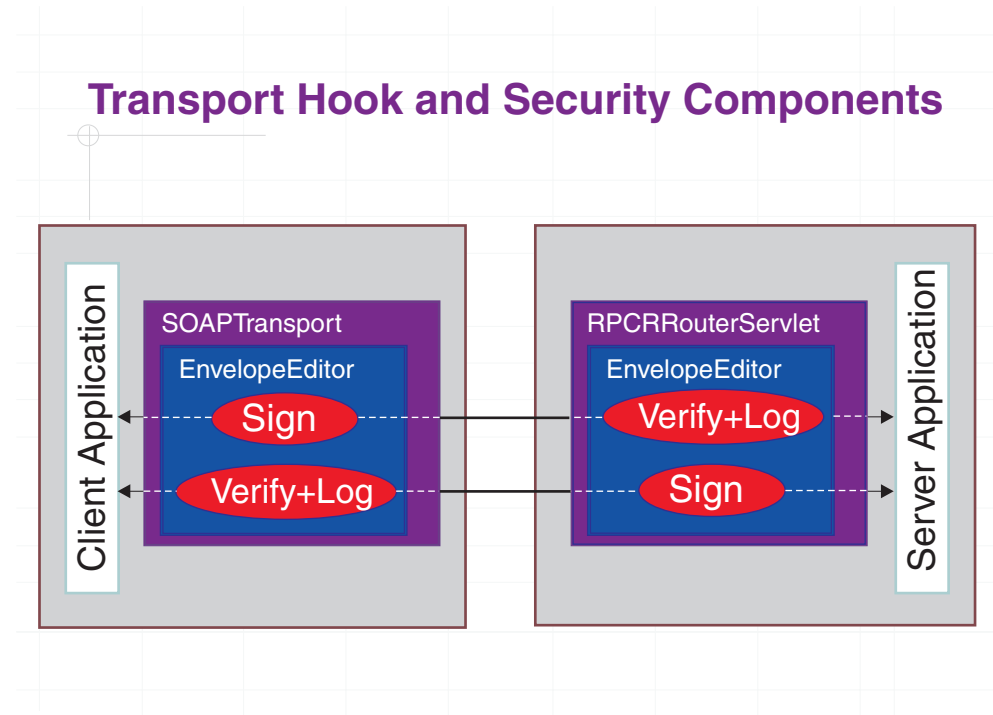 Transport Hook and Security Components
Client Application
SOAPTransport
EnvelopeEditor
Sign
Verify+Log
RPCRRouterServlet
EnvelopeEditor
Verify+Log
Sign
Server Application